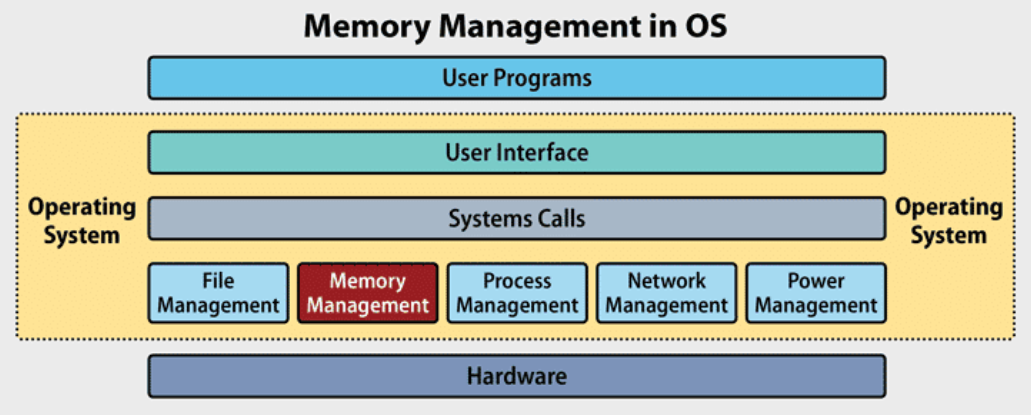 Memory Management in OS
User Programs
User Interface
Operating
System
Systems Calls
Operating
System
File
Management
Memory
Management
Process
Management
Network
Management
Power
Management
Hardware